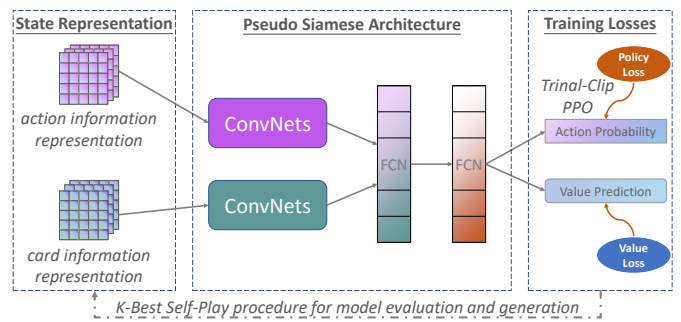 State Representation
Pseudo Siamese Architecture
Training Losses
action information
representation
card information
representation
ConvNets
ConvNets
FCN
FCN
Policy
Loss
Trinal-Clip
PPO
Action Probability
Value Prediction
Value
Loss
K-Best Self-Play procedure for model evaluation and generation